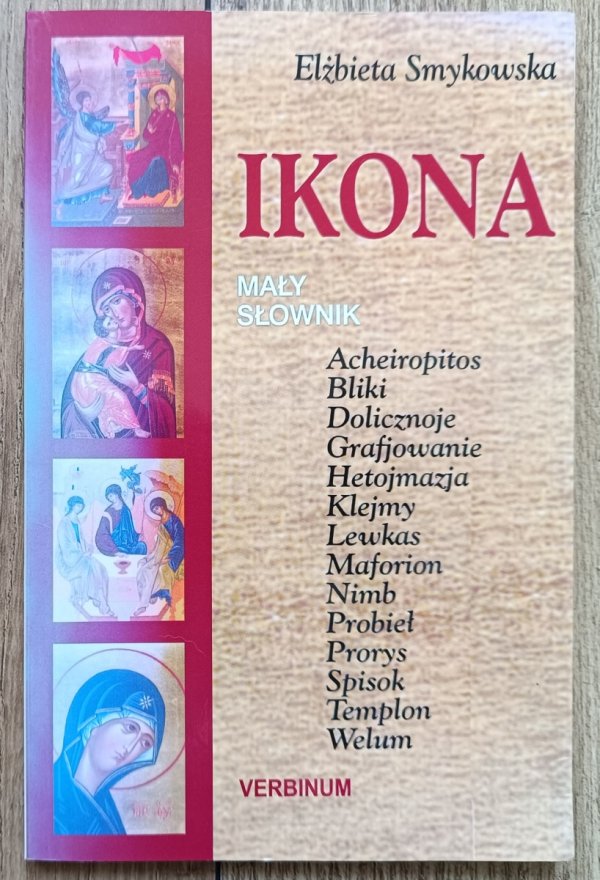 Elżbieta Smykowska
IKONA
MAŁY
SŁOWNIK
Acheiropitos
Bliki
Dolicznoje
Grafjowanie
Hetojmazja
Klejmy
Lewkas
Maforion
Nimb
Probieł
Prorys
Spisok
Templon
Welum
VERBINUM